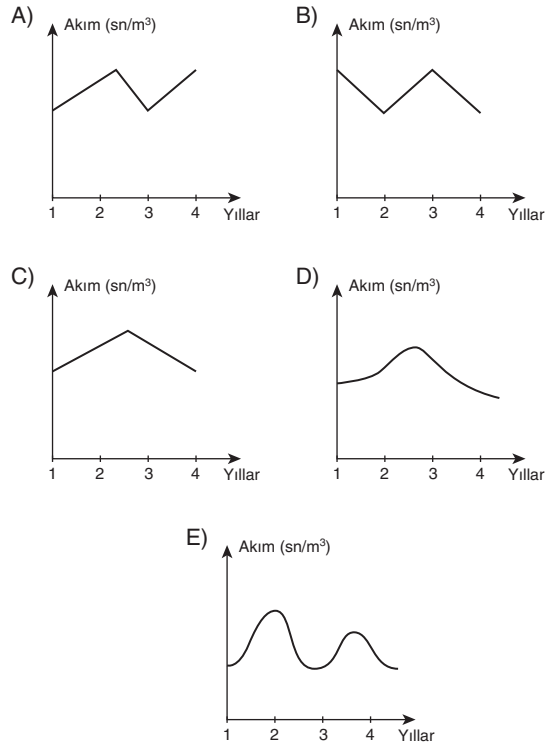 A)
Akım (sn/m³)
1 2 3 4 Yıllar
B)
Akım (sn/m³)
1 2 3 4 Yıllar
C)
Akım (sn/m³)
1 2 3 4 Yıllar
D)
Akım (sn/m³)
1 2 3 4 Yıllar
E)
Akım (sn/m³)
1 2 3 4 Yıllar